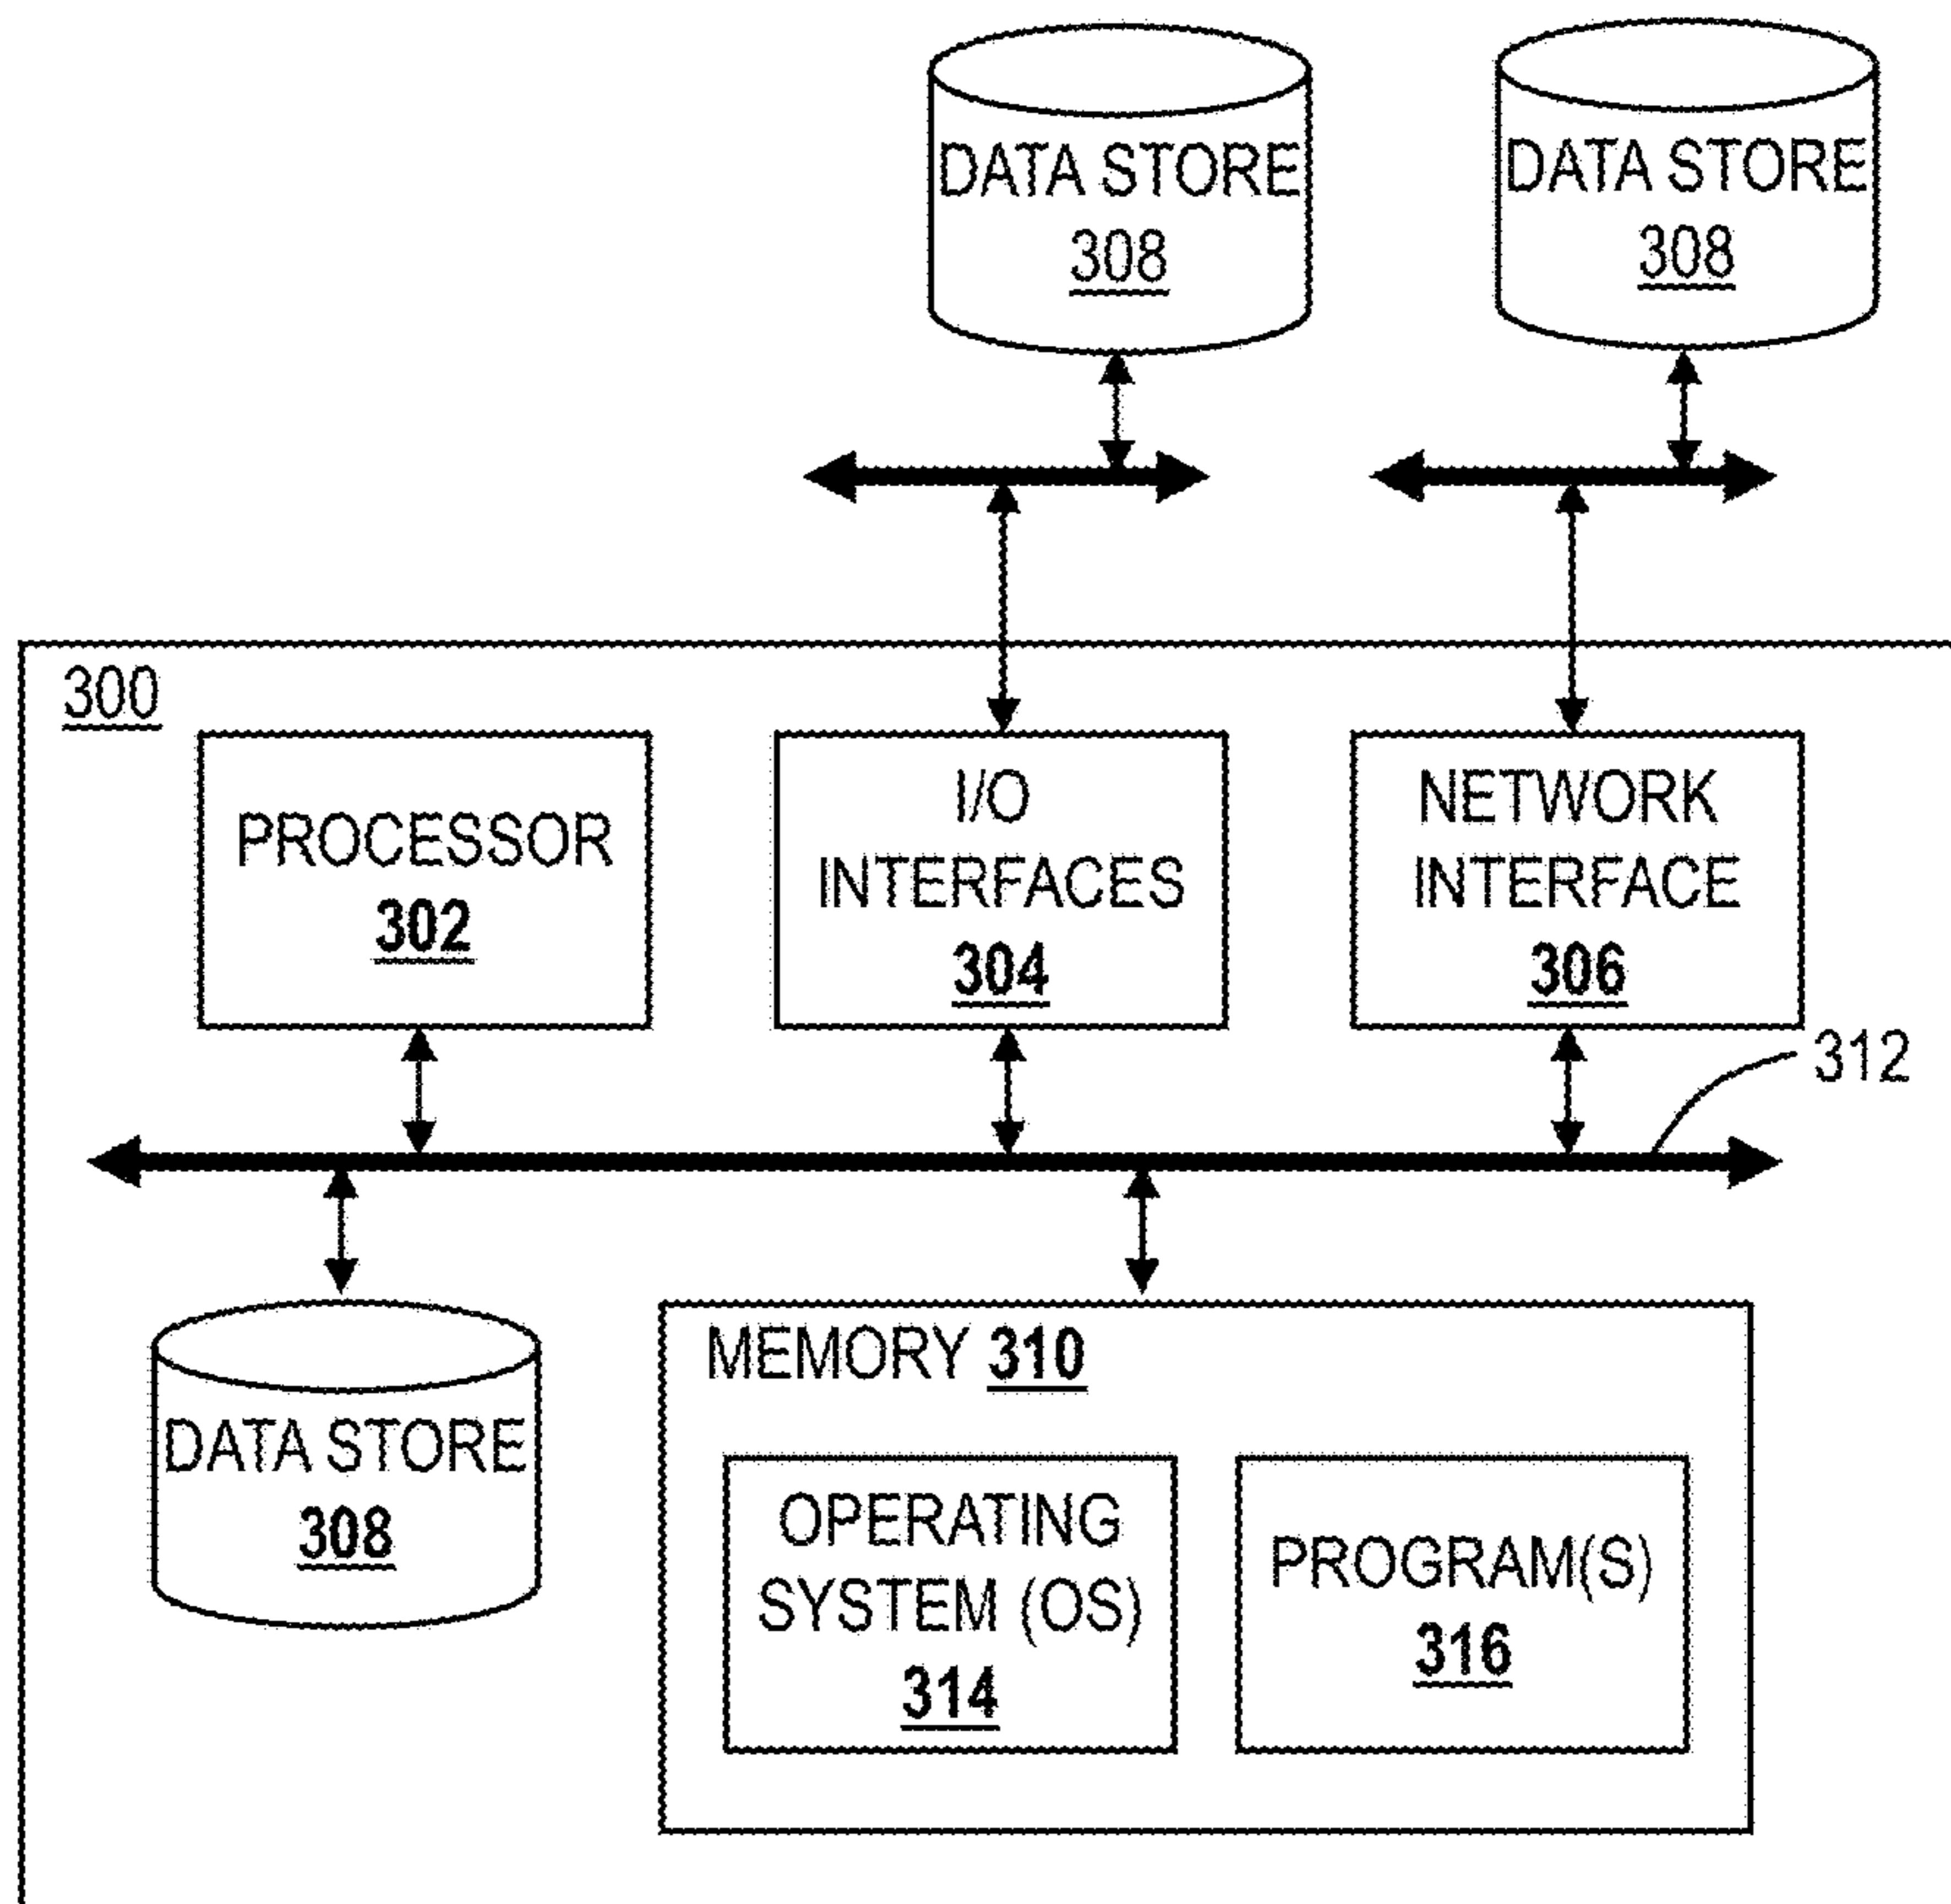 DATA STORE
308
DATA STORE
308
300
PROCESSOR
302
I/O
INTERFACES
304
NETWORK
INTERFACE
306
312
DATA STORE
308
MEMORY 310
OPERATING
SYSTEM (OS)
314
PROGRAM(S)
316